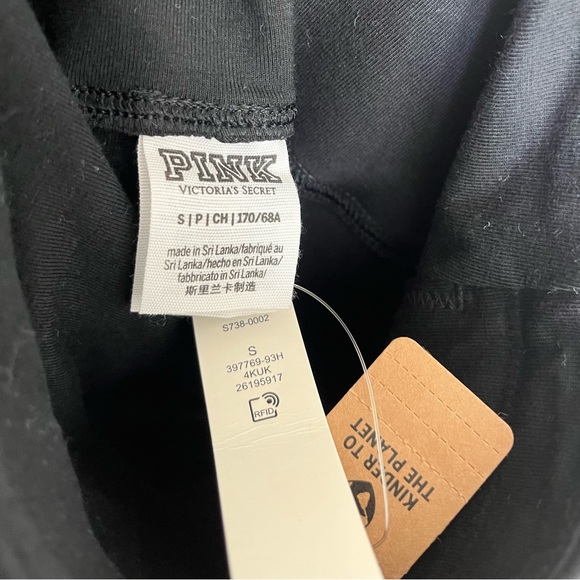 PINK
VICTORIA'S SECRET
S | P | CH | 170/68A
made in Sri Lanka/fabriqué au
Sri Lanka/hecho en Sri Lanka/
fabbricato in Sri Lanka/
斯里兰卡制造
S738-0002
S
397769-93H
4KUK
26195917
RFID
KINDER TO
THE PLANET